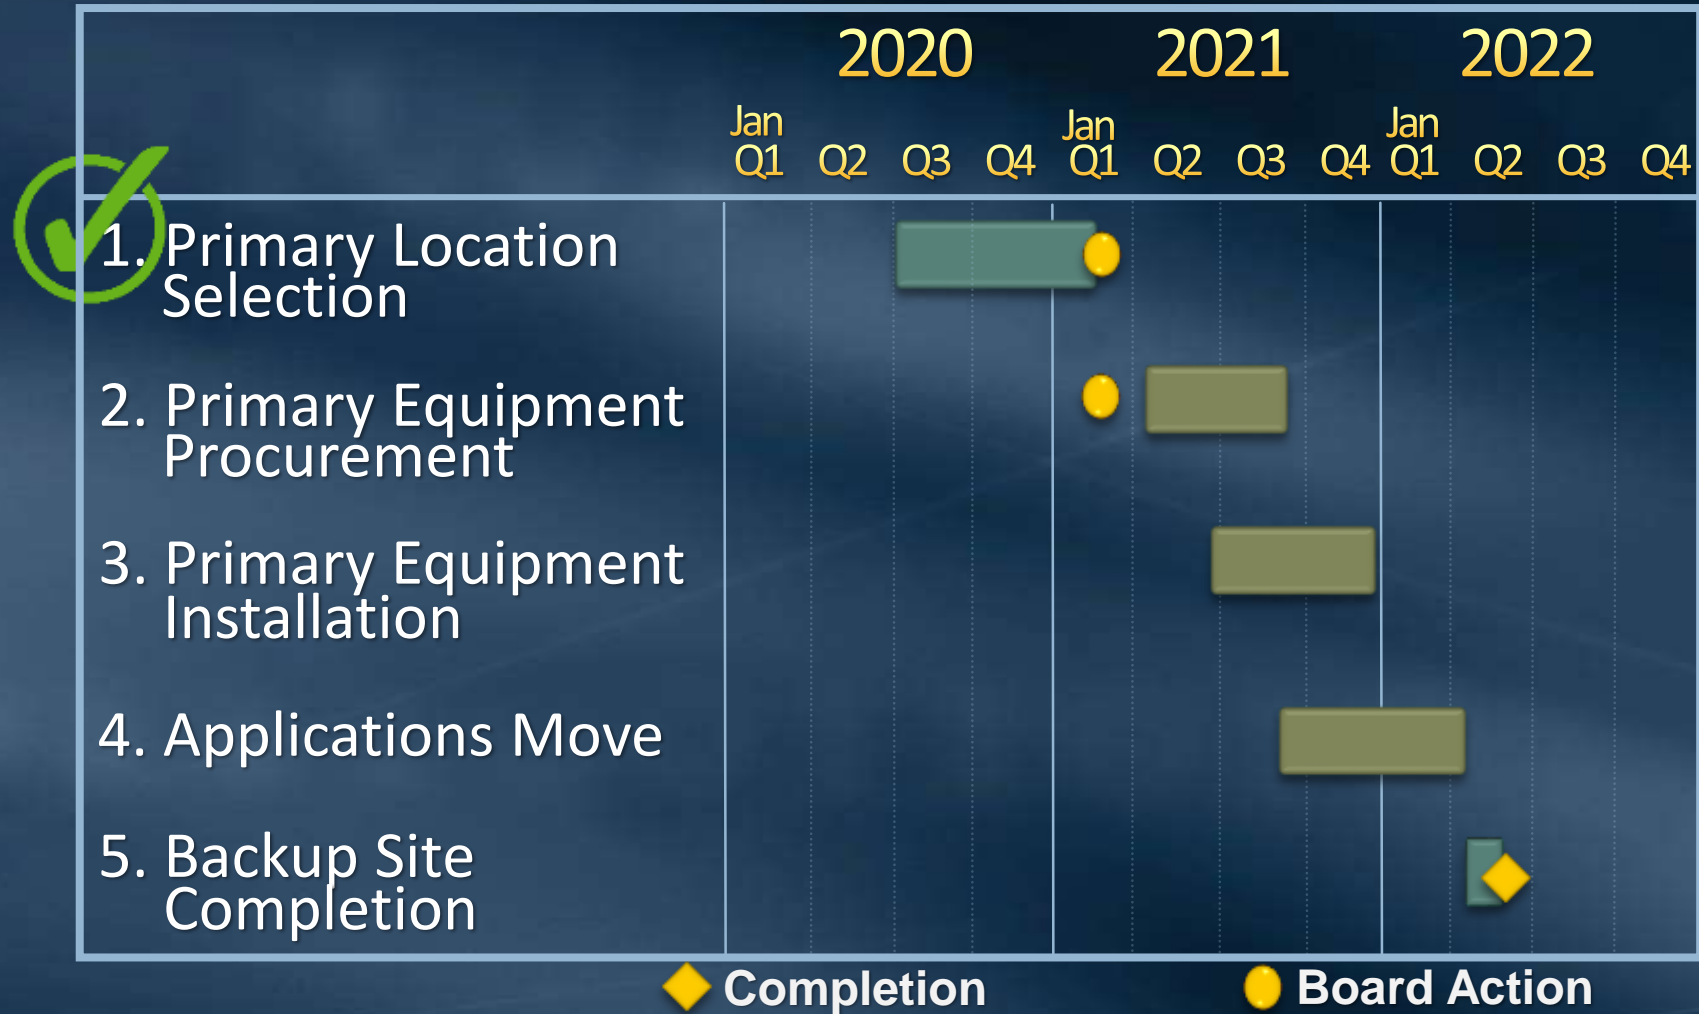 2020 2021 2022
Jan Jan Jan
Q1 Q2 Q3 Q4 Q1 Q2 Q3 Q4 Q1 Q2 Q3 Q4
1. Primary Location
Selection
2. Primary Equipment
Procurement
3. Primary Equipment
Installation
4. Applications Move
5. Backup Site
Completion
Completion Board Action